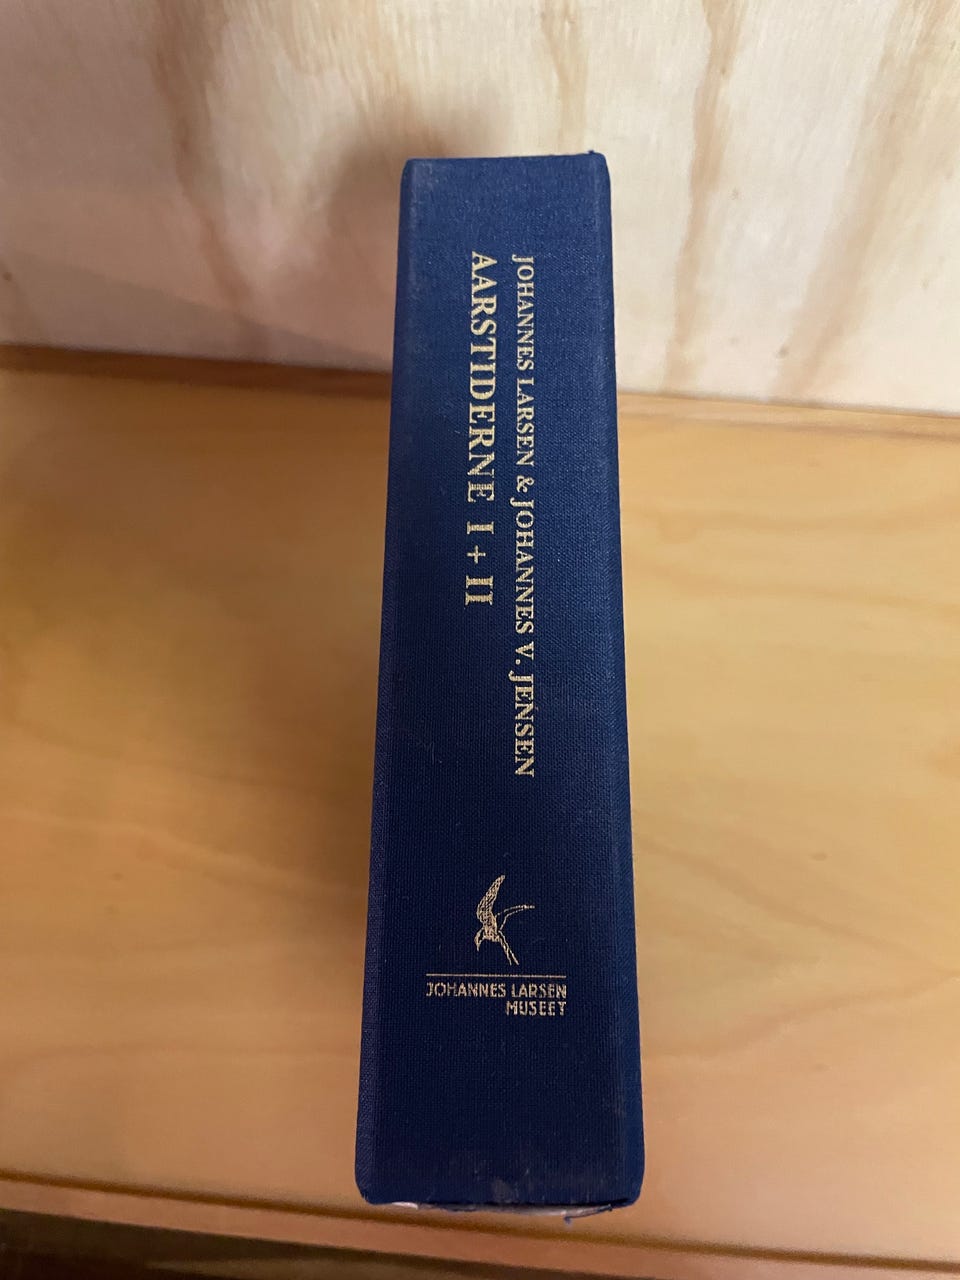 JOHANNES LARSEN & JOHANNES V. JENSEN
AARSTIDERNE I + II
JOHANNES LARSEN
MUSEET